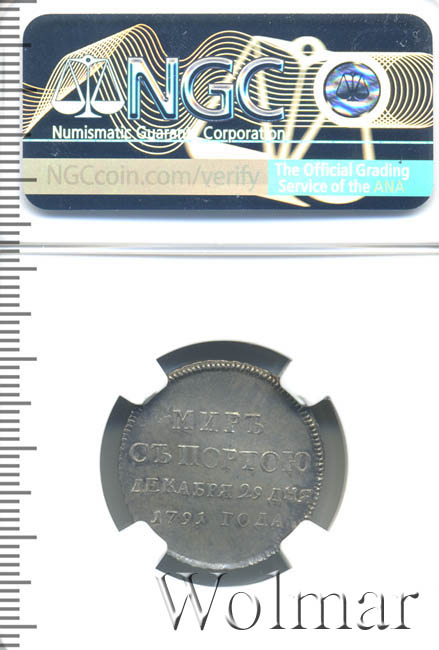 NGC
Numismatic Guaranty Corporation
NGCcoin.com/verify
The Official Grading
Service of the ANA
МИРЪ
СЪ ПОРТОЮ
ДЕКАБРЯ 29 ДНЯ
1791 ГОДА
Wolmar